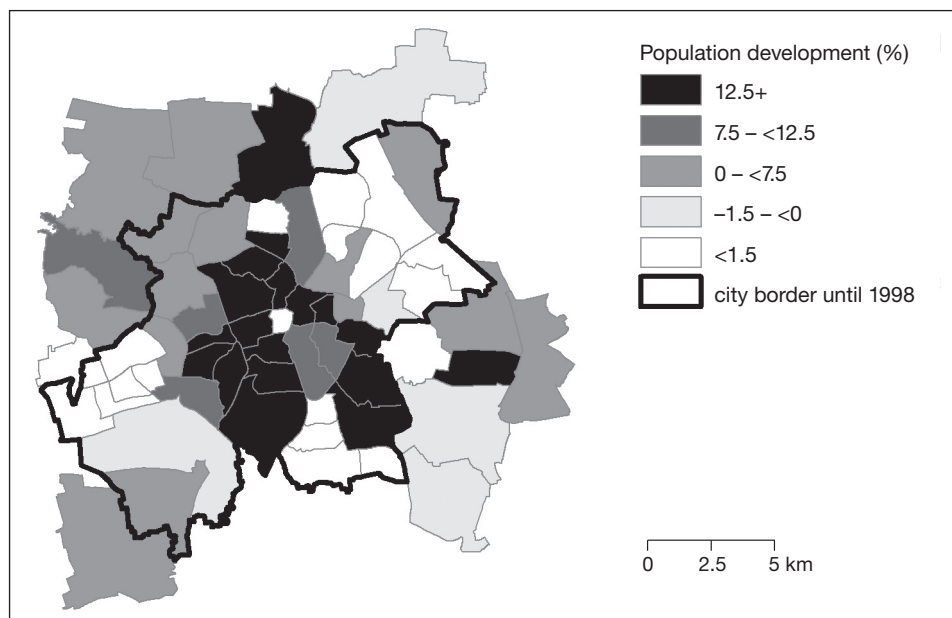 Population development (%)
12.5+
7.5 – <12.5
0 – <7.5
–1.5 – <0
<1.5
city border until 1998
0 2.5 5 km